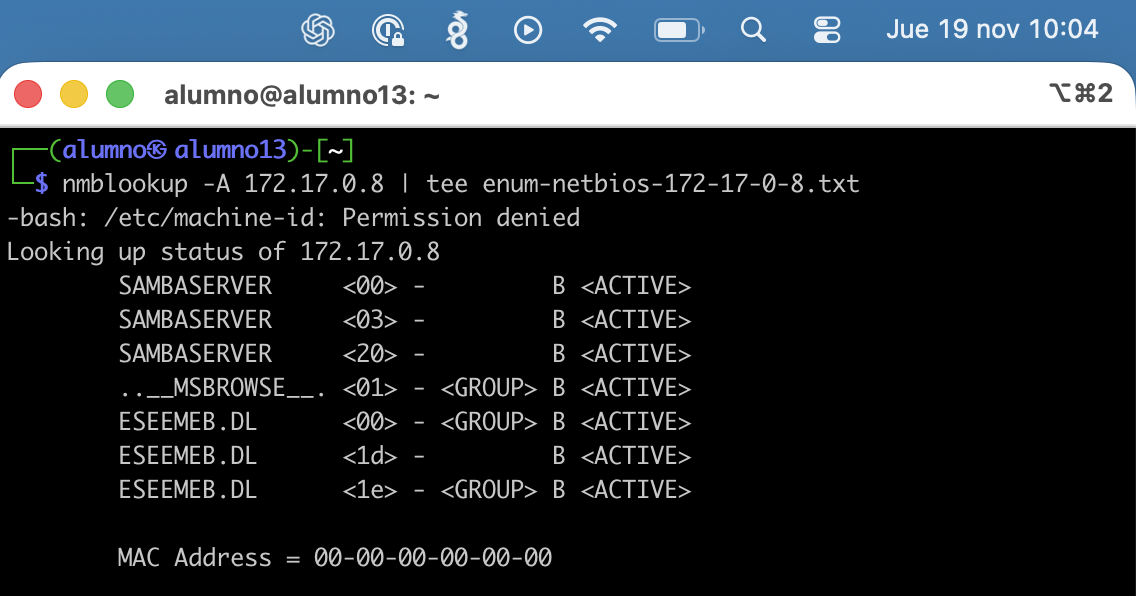 Jue 19 nov 10:04
alumno@alumno13: ~ ⌥⌘2
┌──(alumno㉿alumno13)-[~]
└─$ nmblookup -A 172.17.0.8 | tee enum-netbios-172-17-0-8.txt
-bash: /etc/machine-id: Permission denied
Looking up status of 172.17.0.8
        SAMBASERVER     <00> -         B <ACTIVE>
        SAMBASERVER     <03> -         B <ACTIVE>
        SAMBASERVER     <20> -         B <ACTIVE>
        ..__MSBROWSE__. <01> - <GROUP> B <ACTIVE>
        ESEEMEB.DL      <00> - <GROUP> B <ACTIVE>
        ESEEMEB.DL      <1d> -         B <ACTIVE>
        ESEEMEB.DL      <1e> - <GROUP> B <ACTIVE>
        MAC Address = 00-00-00-00-00-00